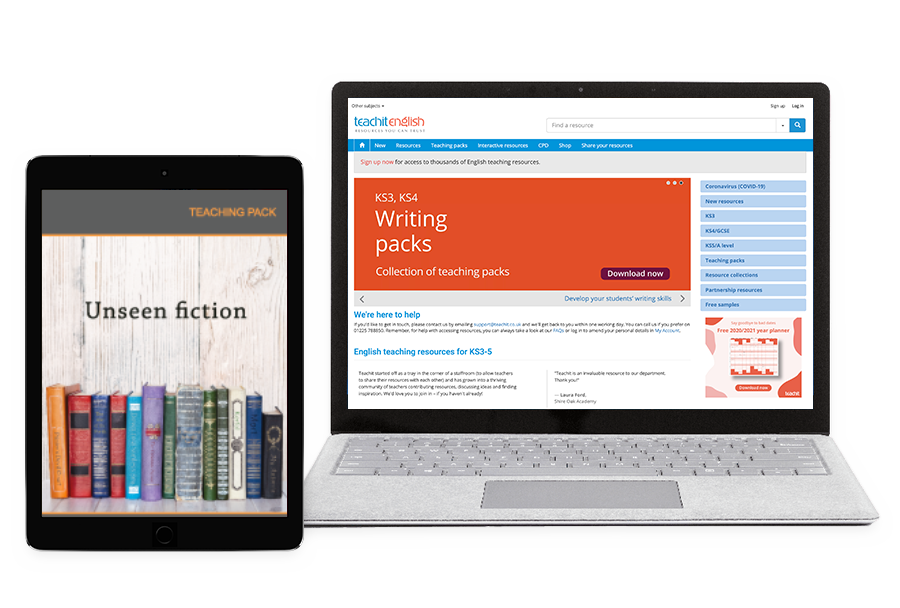 TEACHING PACK
Unseen fiction
Other subjects
Sign up Log in
teachitenglish
RESOURCES YOU CAN TRUST
Find a resource
New Resources Teaching packs Interactive resources CPD Shop Share your resources
Sign up now for access to thousands of English teaching resources.
KS3, KS4
Writing
packs
Collection of teaching packs
Download now
Develop your students' writing skills
We're here to help
If you'd like to get in touch, please contact us by emailing support@teachit.co.uk and we'll get back to you within one working day. You can call us if you prefer on
01225 788850. Remember, for help with accessing resources, you can always take a look at our FAQs or log in to amend your personal details in My Account.
English teaching resources for KS3-5
Teachit started off as a tray in the corner of a staffroom (to allow teachers
to share their resources with each other) and has grown into a thriving
community of teachers contributing resources, discussing ideas and finding
inspiration. We'd love you to join in – if you haven't already!
"Teachit is an invaluable resource to our department.
Thank you!"
— Laura Ford,
Shire Oak Academy
Coronavirus (COVID-19)
New resources
KS3
KS4/GCSE
KS5/A level
Teaching packs
Resource collections
Partnership resources
Free samples
Say goodbye to bad dates
Free 2020/2021 year planner
Download now
teachit